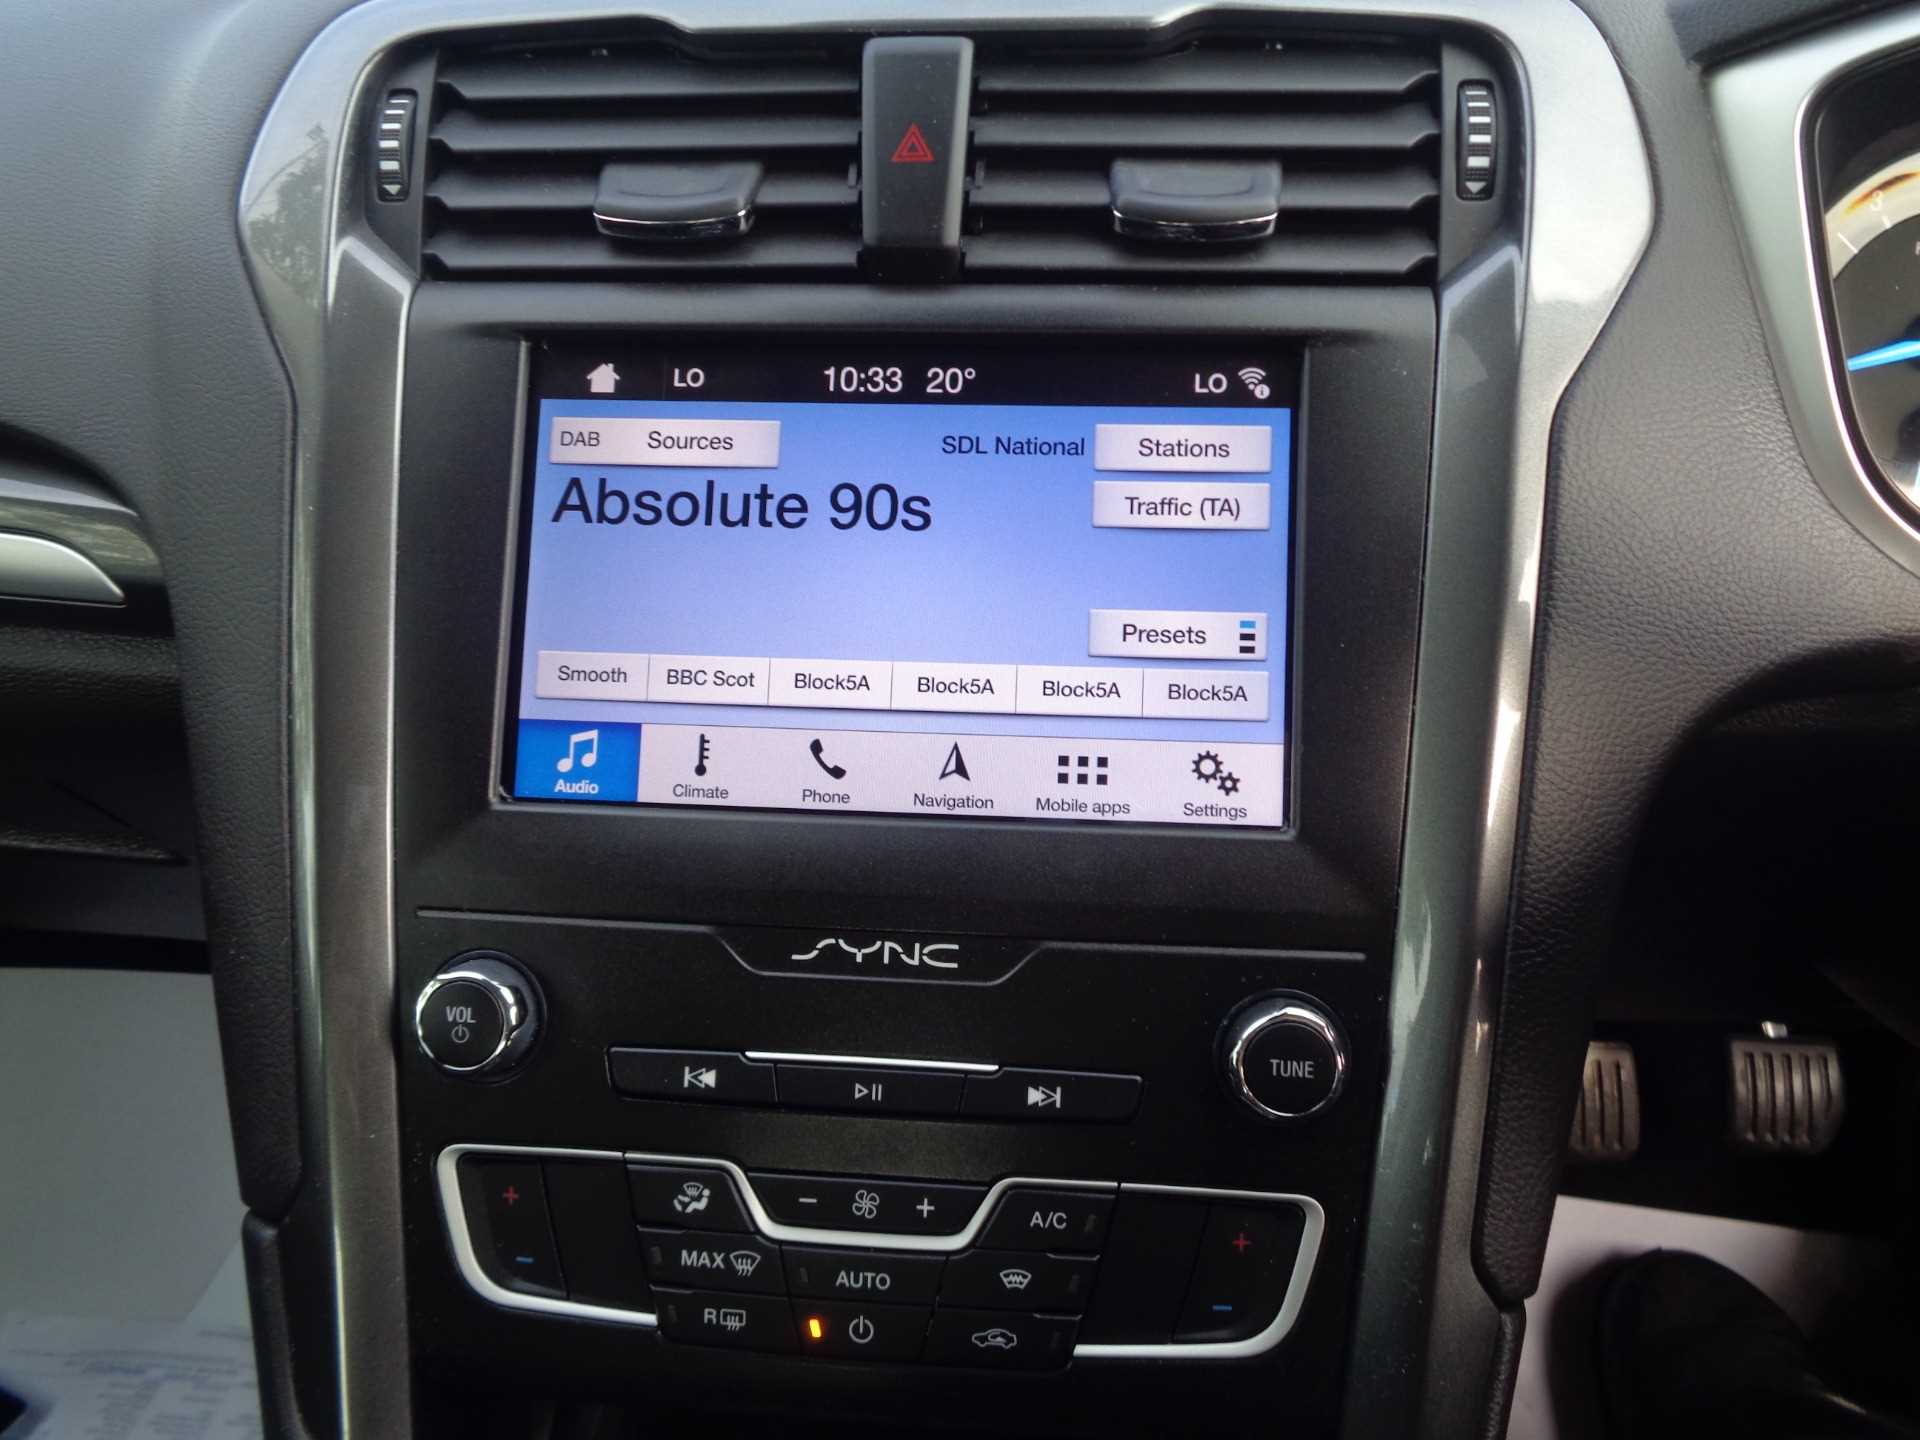 LO 10:33 20° LO
DAB Sources SDL National Stations
Absolute 90s
Traffic (TA)
Presets
Smooth BBC Scot Block5A Block5A Block5A Block5A
Audio Climate Phone Navigation Mobile apps Settings
SYNC
VOL
TUNE
- + A/C
+ +
MAX
AUTO
- -
R
3